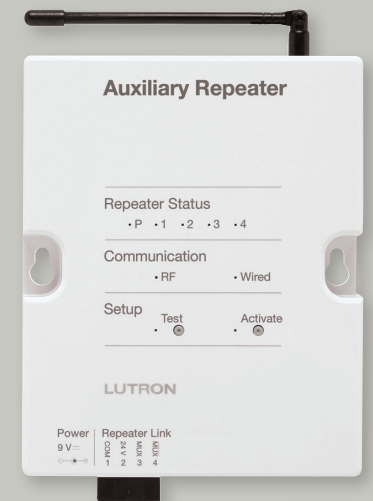 Auxiliary Repeater
Repeater Status
•P •1 •2 •3 •4
Communication
•RF •Wired
Setup
Test Activate
LUTRON
Power Repeater Link
9 V⎓
COM 24 V MUX M̅U̅X̅
1 2 3 4